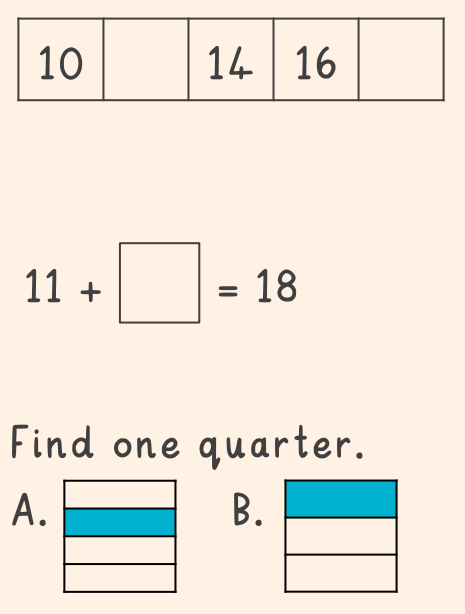 10 14 16
11 + = 18
Find one quarter.
A. B.